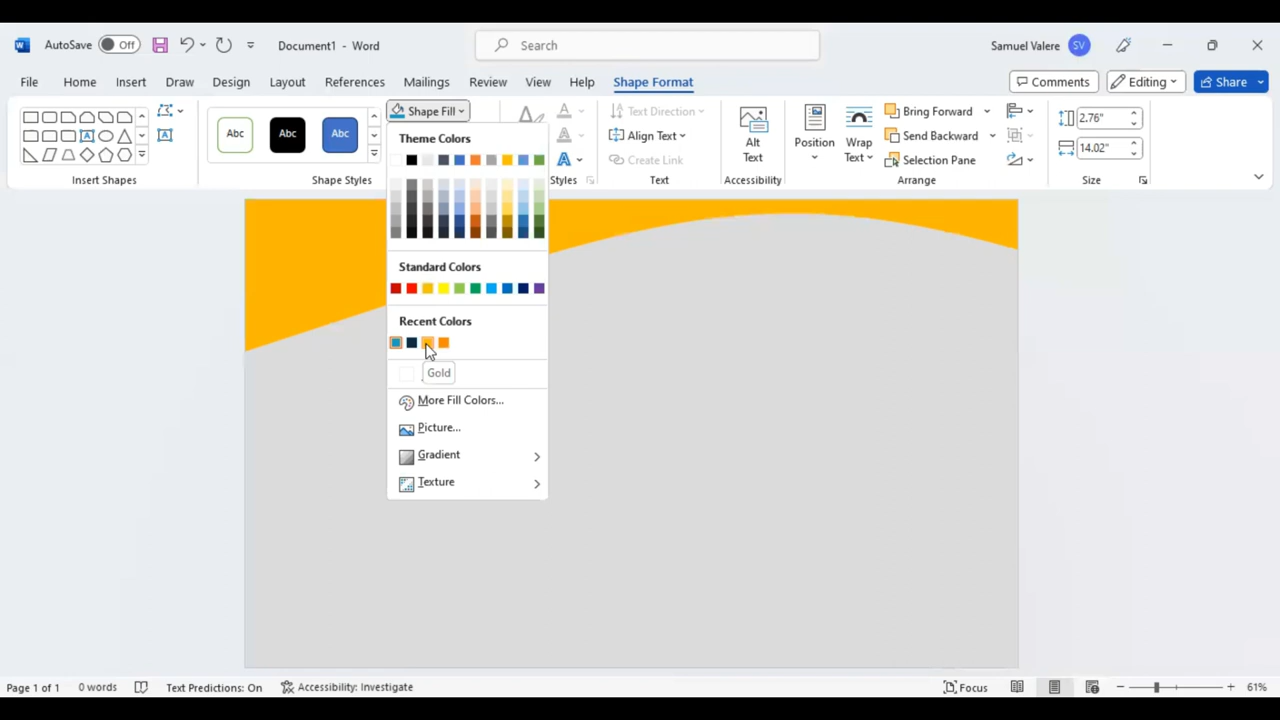 AutoSave Off Document1 - Word Search Samuel Valere SV
File Home Insert Draw Design Layout References Mailings Review View Help Shape Format Comments Editing Share
Abc Abc Abc Shape Fill Text Direction Align Text Create Link Alt Text Position Wrap Text Bring Forward Send Backward Selection Pane 2.76" 14.02"
Insert Shapes Shape Styles Styles Text Accessibility Arrange Size
Theme Colors
Standard Colors
Recent Colors
Gold
More Fill Colors...
Picture...
Gradient
Texture
Page 1 of 1 0 words Text Predictions: On Accessibility: Investigate Focus 61%